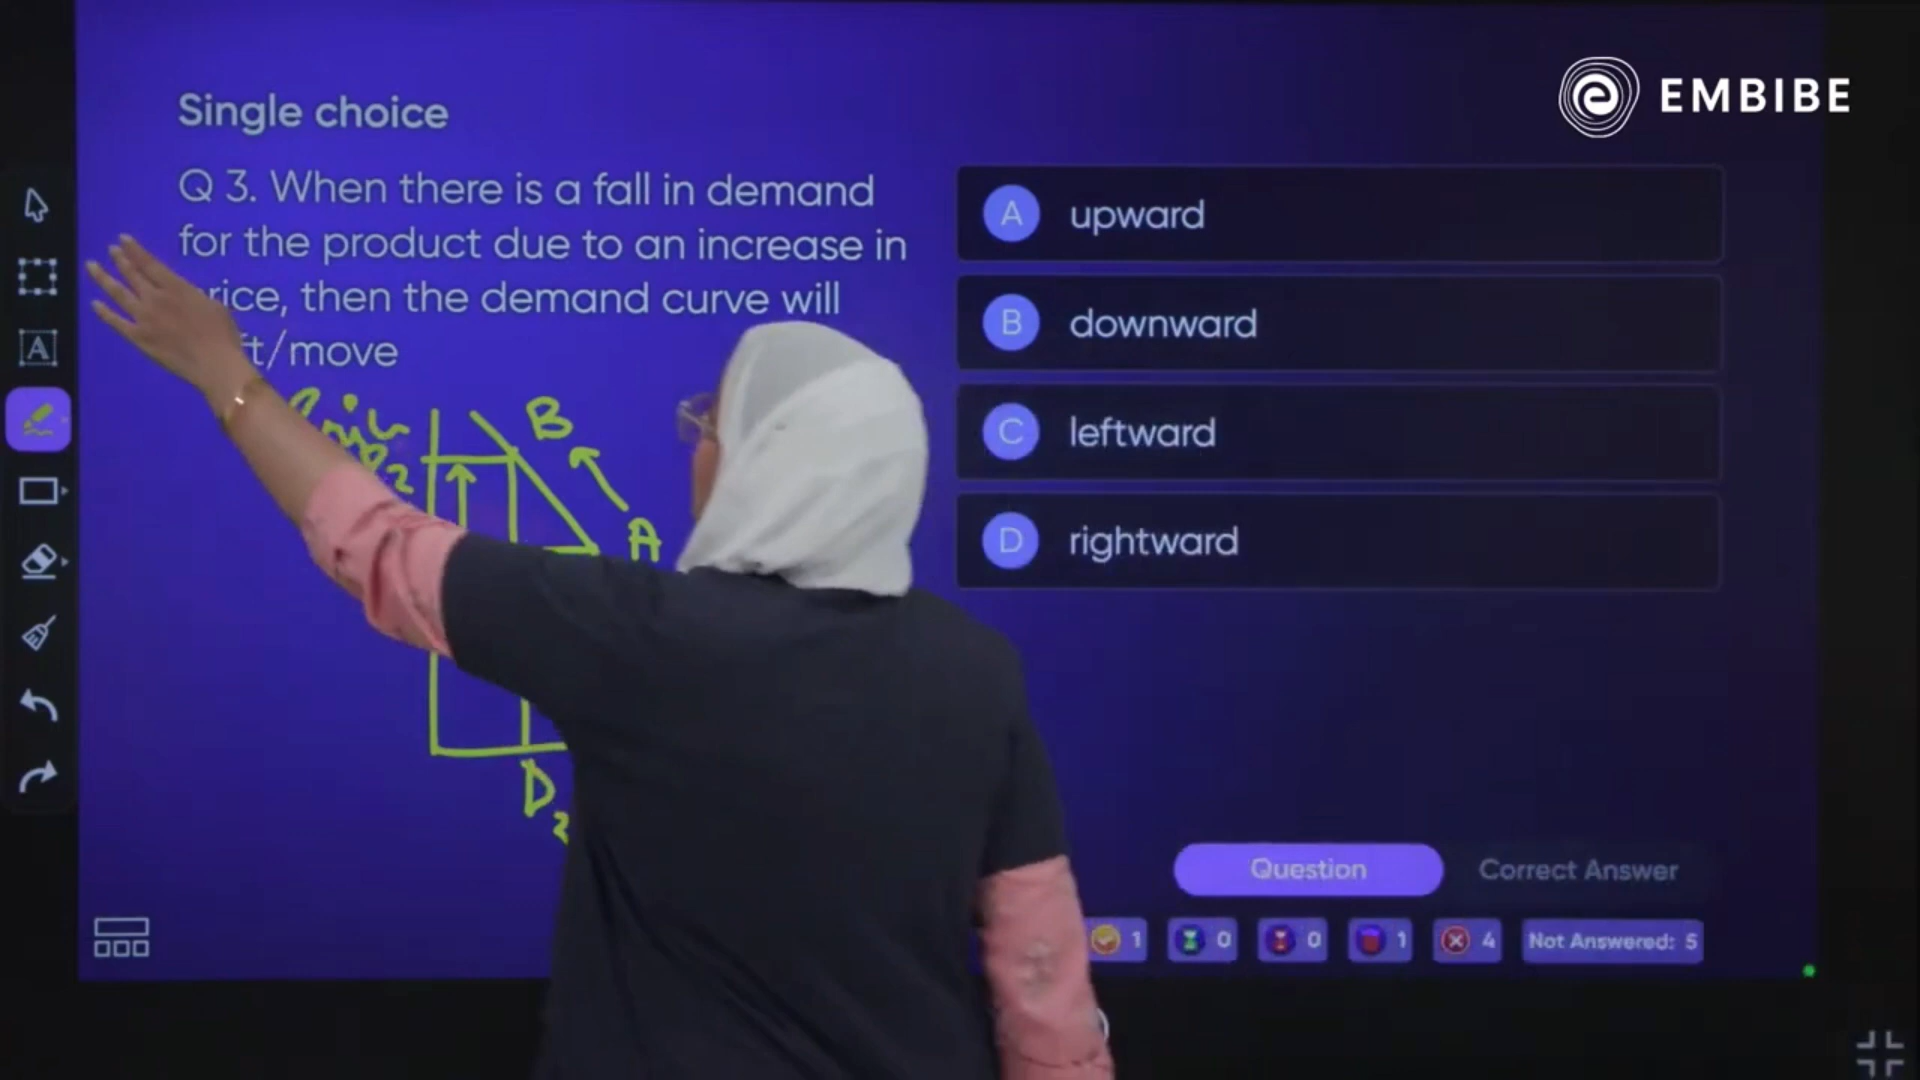 EMBIBE
Single choice
Q 3. When there is a fall in demand
for the product due to an increase in
rice, then the demand curve will
ft/move
A upward
B downward
C leftward
D rightward
P2
B
A
D2
Question Correct Answer
1 0 0 1 4 Not Answered: 5